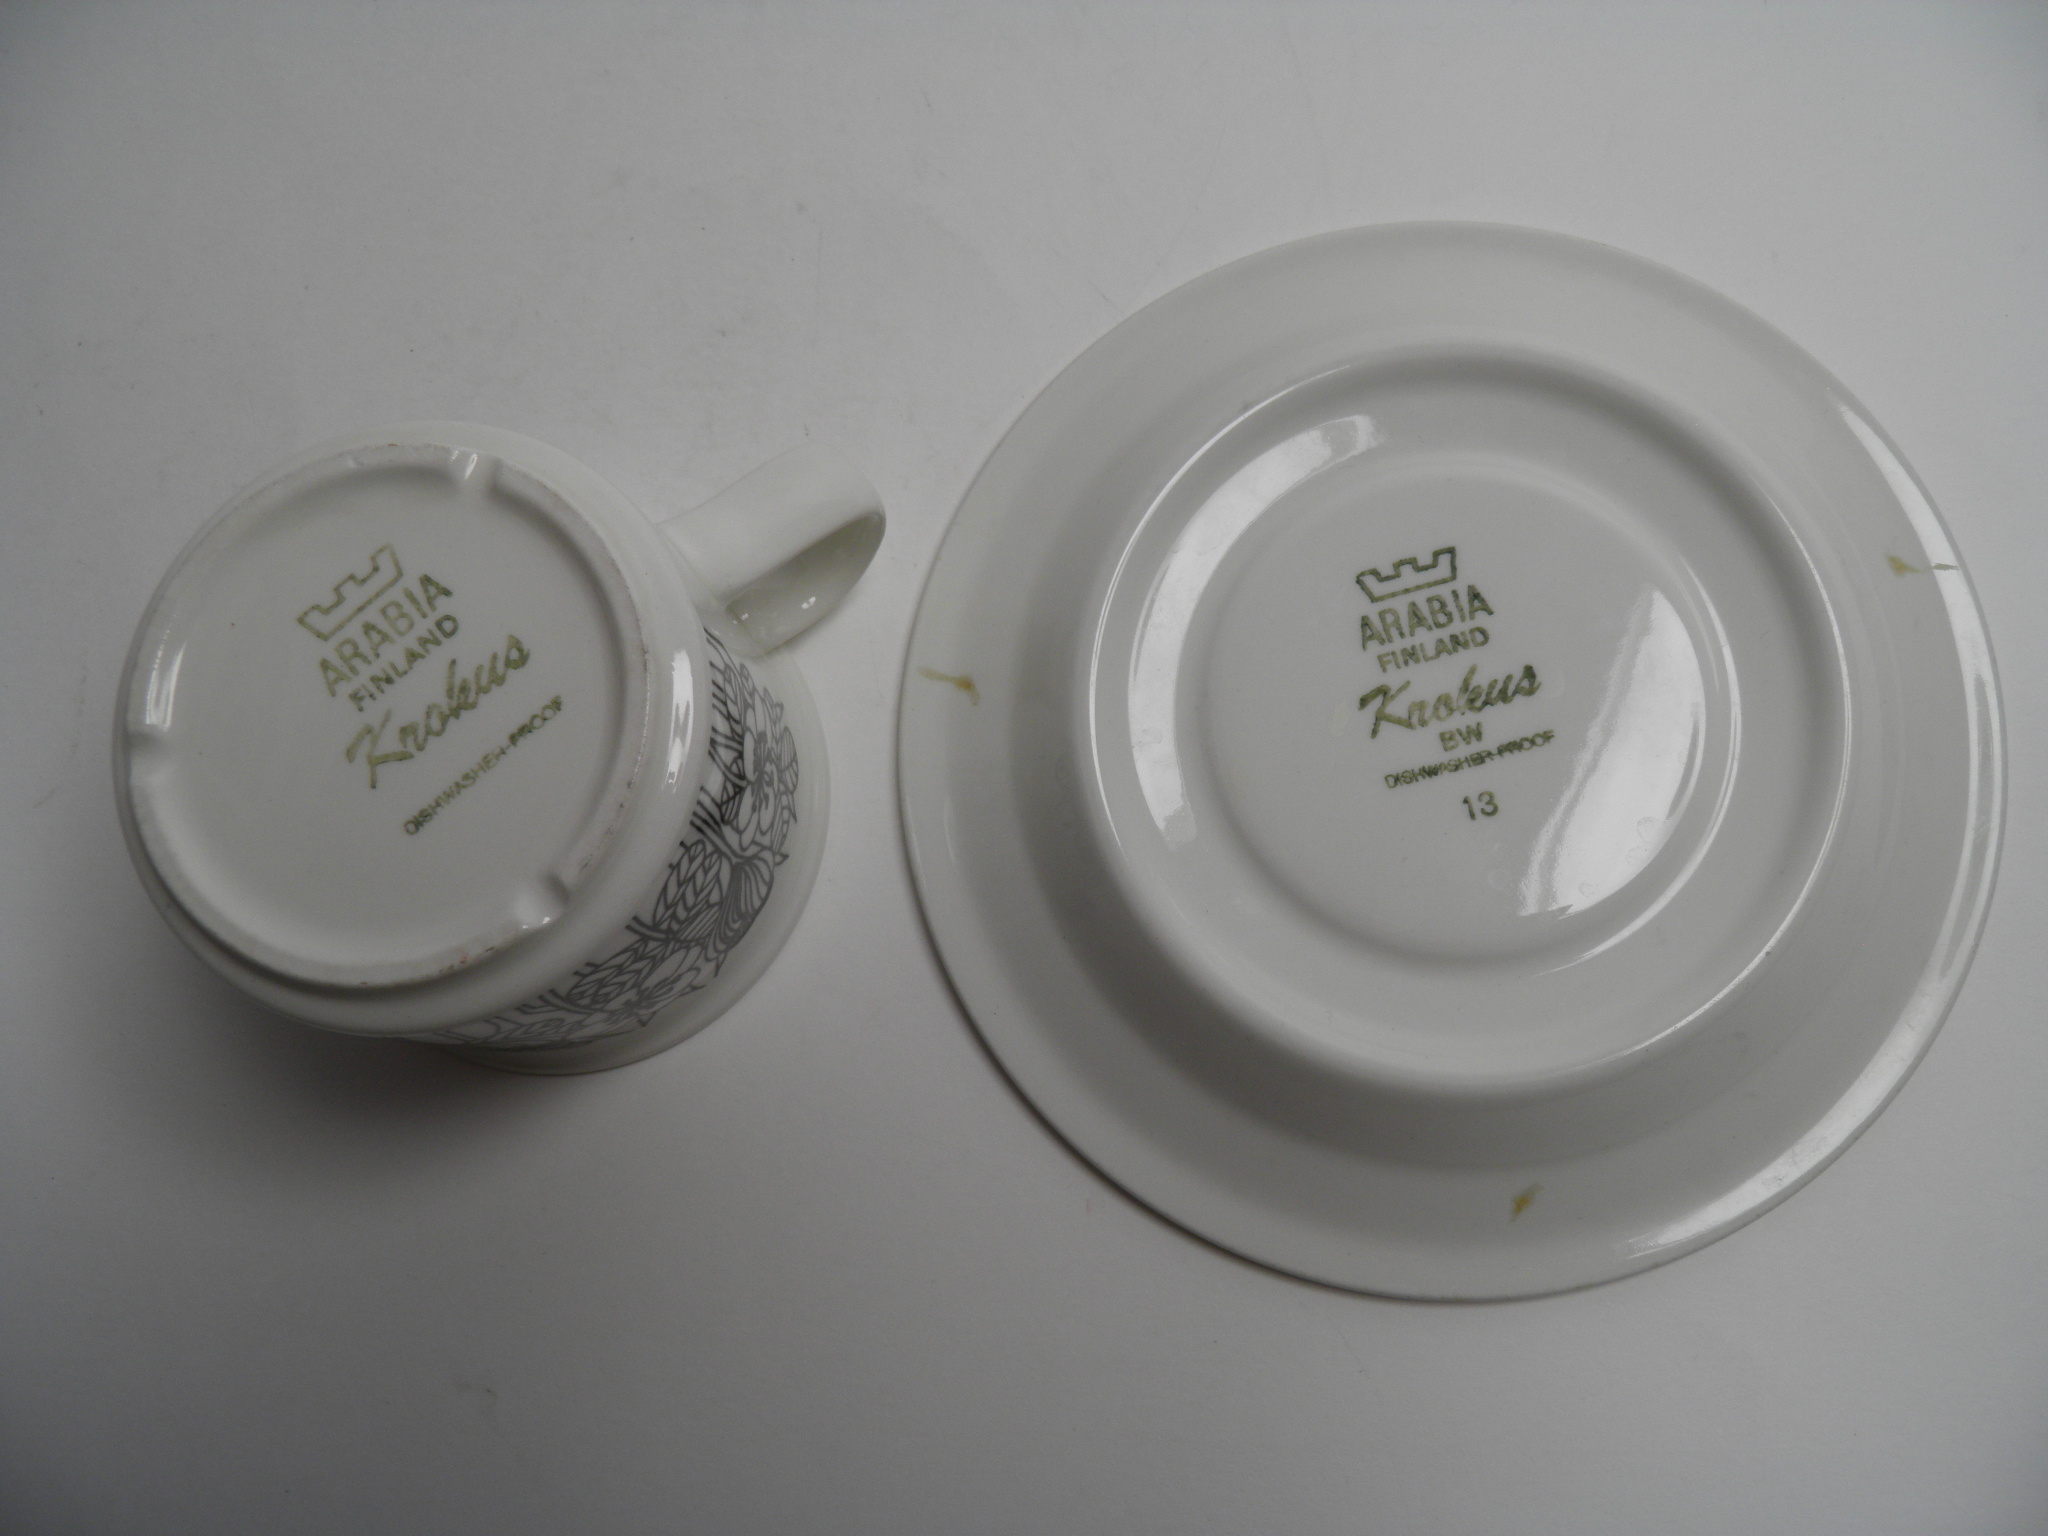 ARABIA
FINLAND
Krokus
DISHWASHER-PROOF
ARABIA
FINLAND
Krokus
BW
DISHWASHER-PROOF
13